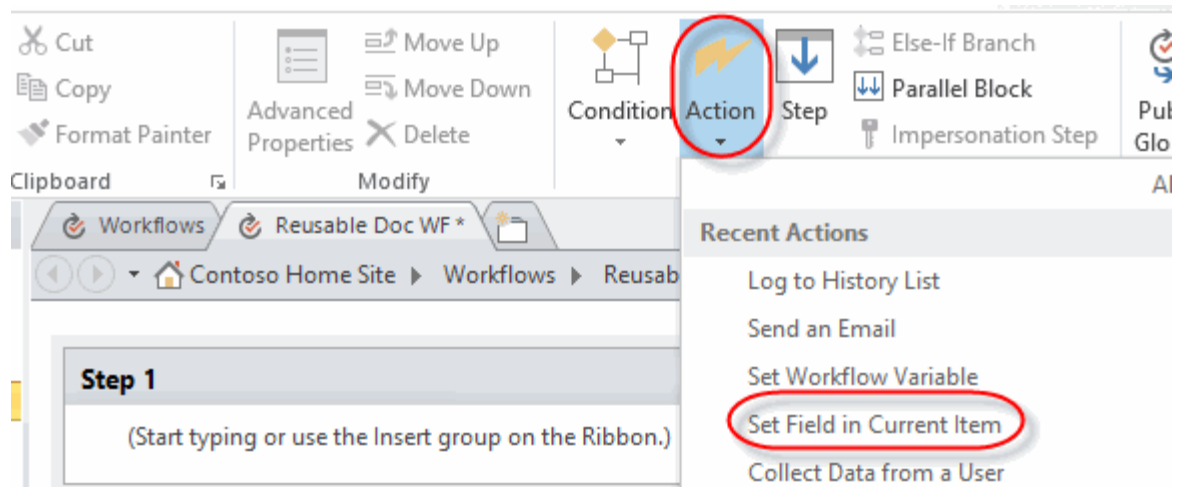 Cut
Copy
Format Painter
Clipboard
Advanced
Properties
Move Up
Move Down
Delete
Modify
Condition
Action
Step
Else-If Branch
Parallel Block
Impersonation Step
Workflows
Reusable Doc WF *
Contoso Home Site
Workflows
Step 1
(Start typing or use the Insert group on the Ribbon.)
Recent Actions
Log to History List
Send an Email
Set Workflow Variable
Set Field in Current Item
Collect Data from a User